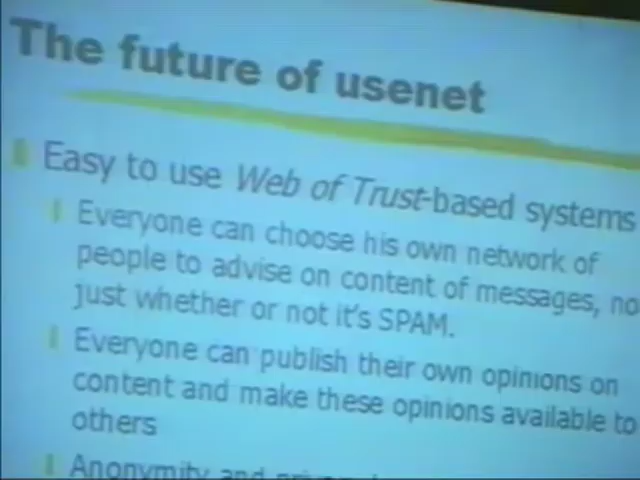 The future of usenet
Easy to use Web of Trust-based systems
Everyone can choose his own network of
people to advise on content of messages, no
just whether or not it's SPAM.
Everyone can publish their own opinions on
content and make these opinions available to
others
Anonymity and